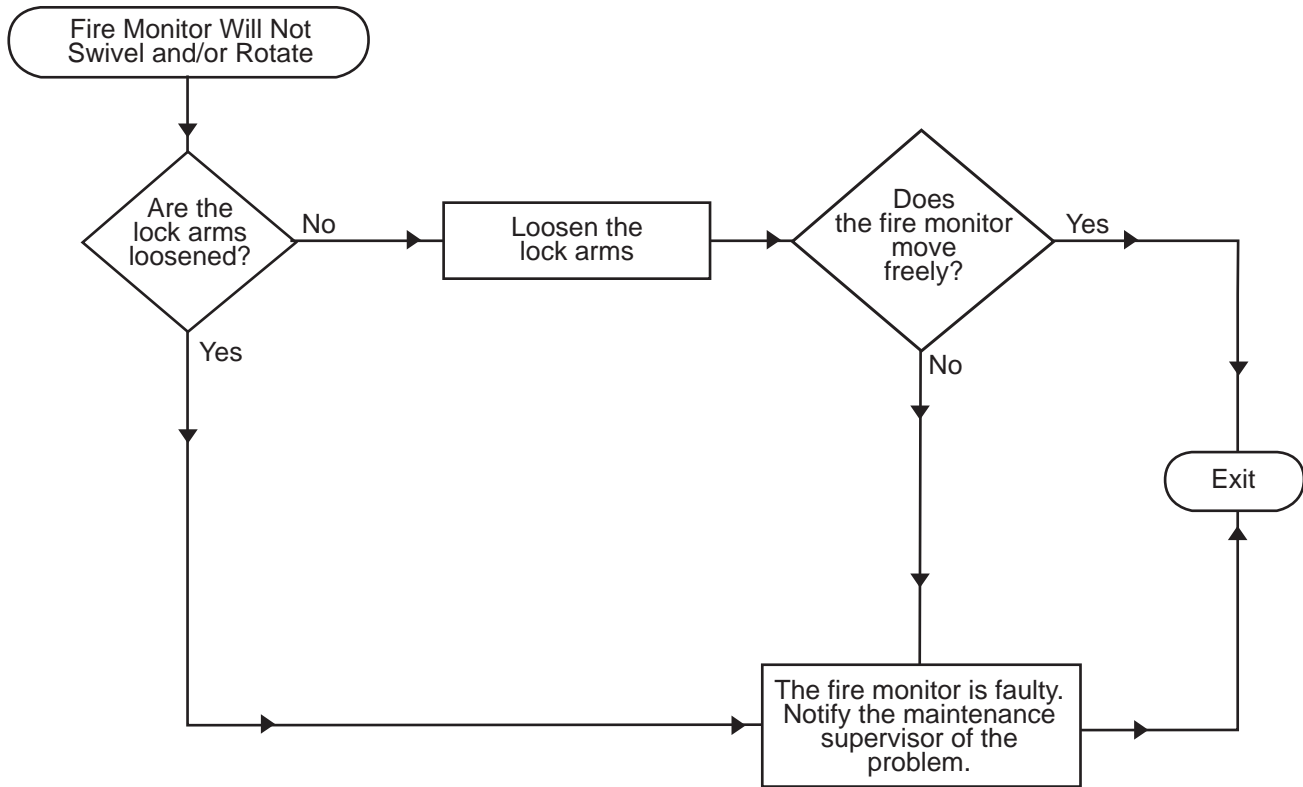 Fire Monitor Will Not
Swivel and/or Rotate
Are the
lock arms
loosened?
No
Loosen the
lock arms
Does
the fire monitor
move
freely?
Yes
Yes
No
Exit
The fire monitor is faulty.
Notify the maintenance
supervisor of the
problem.